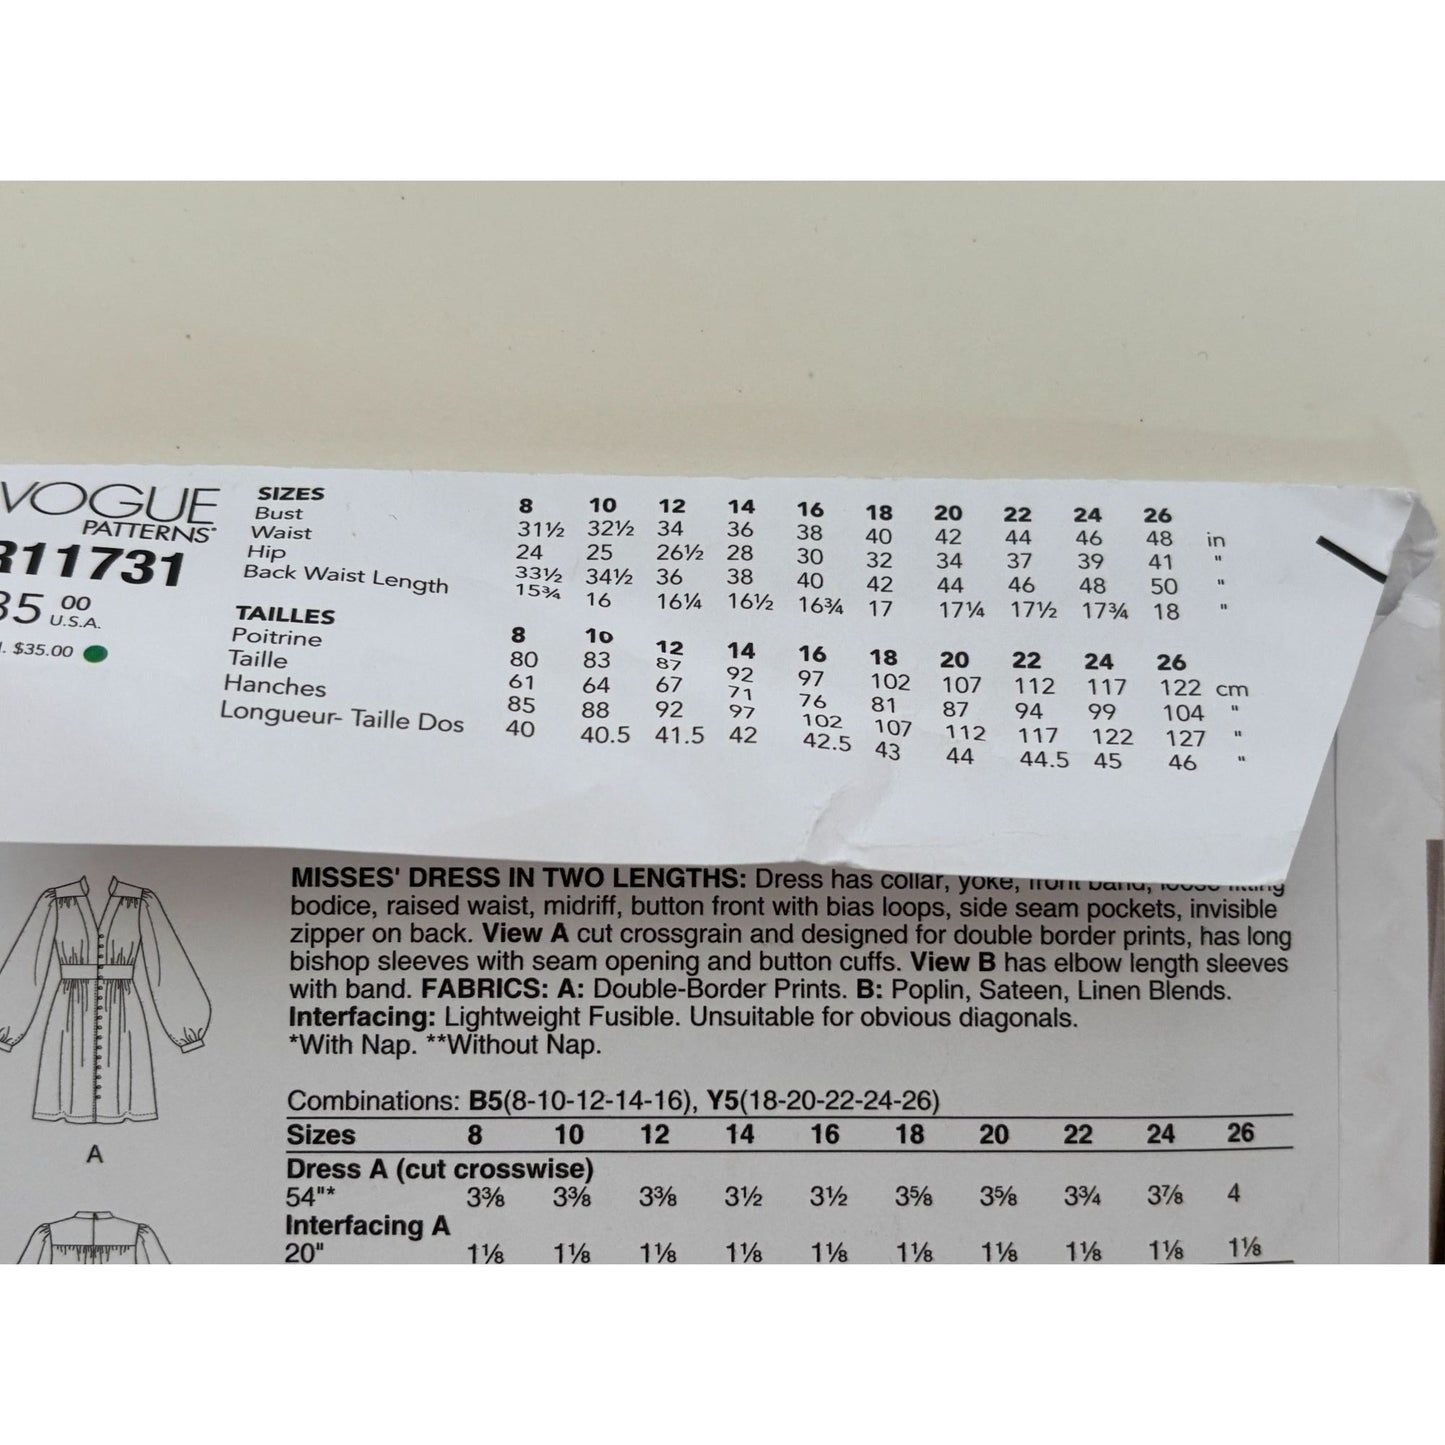 VOGUE
PATTERNS
R11731
35 00
U.S.A.
$35.00
SIZES 8 10 12 14 16 18 20 22 24 26
Bust 31½ 32½ 34 36 38 40 42 44 46 48 in
Waist 24 25 26½ 28 30 32 34 37 39 41 "
Hip 33½ 34½ 36 38 40 42 44 46 48 50 "
Back Waist Length 15¾ 16 16¼ 16½ 16¾ 17 17¼ 17½ 17¾ 18 "
TAILLES 8 10 12 14 16 18 20 22 24 26
Poitrine 80 83 87 92 97 102 107 112 117 122 cm
Taille 61 64 67 71 76 81 87 94 99 104 "
Hanches 85 88 92 97 102 107 112 117 122 127 "
Longueur- Taille Dos 40 40.5 41.5 42 42.5 43 44 44.5 45 46 "
MISSES' DRESS IN TWO LENGTHS: Dress has collar, yoke, front band, loose fitting
bodice, raised waist, midriff, button front with bias loops, side seam pockets, invisible
zipper on back. View A cut crossgrain and designed for double border prints, has long
bishop sleeves with seam opening and button cuffs. View B has elbow length sleeves
with band. FABRICS: A: Double-Border Prints. B: Poplin, Sateen, Linen Blends.
Interfacing: Lightweight Fusible. Unsuitable for obvious diagonals.
*With Nap. **Without Nap.
Combinations: B5(8-10-12-14-16), Y5(18-20-22-24-26)
Sizes 8 10 12 14 16 18 20 22 24 26
Dress A (cut crosswise)
54"* 3⅜ 3⅜ 3⅜ 3½ 3½ 3⅝ 3⅝ 3¾ 3⅞ 4
Interfacing A
20" 1⅛ 1⅛ 1⅛ 1⅛ 1⅛ 1⅛ 1⅛ 1⅛ 1⅛ 1⅛
A